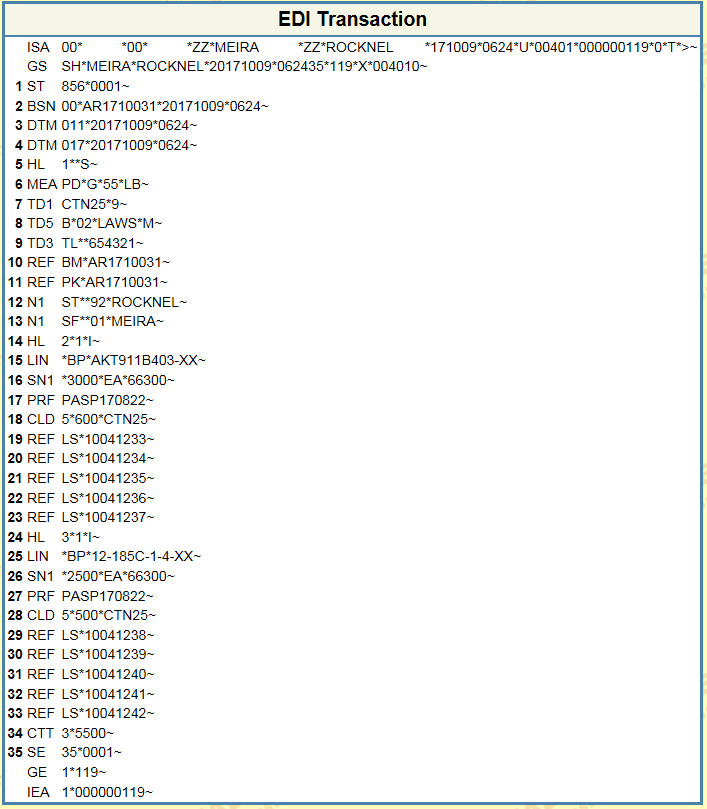 EDI Transaction
ISA 00* *00* *ZZ*MEIRA *ZZ*ROCKNEL *171009*0624*U*00401*000000119*0*T*>~
GS SH*MEIRA*ROCKNEL*20171009*062435*119*X*004010~
1 ST 856*0001~
2 BSN 00*AR1710031*20171009*0624~
3 DTM 011*20171009*0624~
4 DTM 017*20171009*0624~
5 HL 1**S~
6 MEA PD*G*55*LB~
7 TD1 CTN25*9~
8 TD5 B*02*LAWS*M~
9 TD3 TL**654321~
10 REF BM*AR1710031~
11 REF PK*AR1710031~
12 N1 ST**92*ROCKNEL~
13 N1 SF**01*MEIRA~
14 HL 2*1*I~
15 LIN *BP*AKT911B403-XX~
16 SN1 *3000*EA*66300~
17 PRF PASP170822~
18 CLD 5*600*CTN25~
19 REF LS*10041233~
20 REF LS*10041234~
21 REF LS*10041235~
22 REF LS*10041236~
23 REF LS*10041237~
24 HL 3*1*I~
25 LIN *BP*12-185C-1-4-XX~
26 SN1 *2500*EA*66300~
27 PRF PASP170822~
28 CLD 5*500*CTN25~
29 REF LS*10041238~
30 REF LS*10041239~
31 REF LS*10041240~
32 REF LS*10041241~
33 REF LS*10041242~
34 CTT 3*5500~
35 SE 35*0001~
GE 1*119~
IEA 1*000000119~